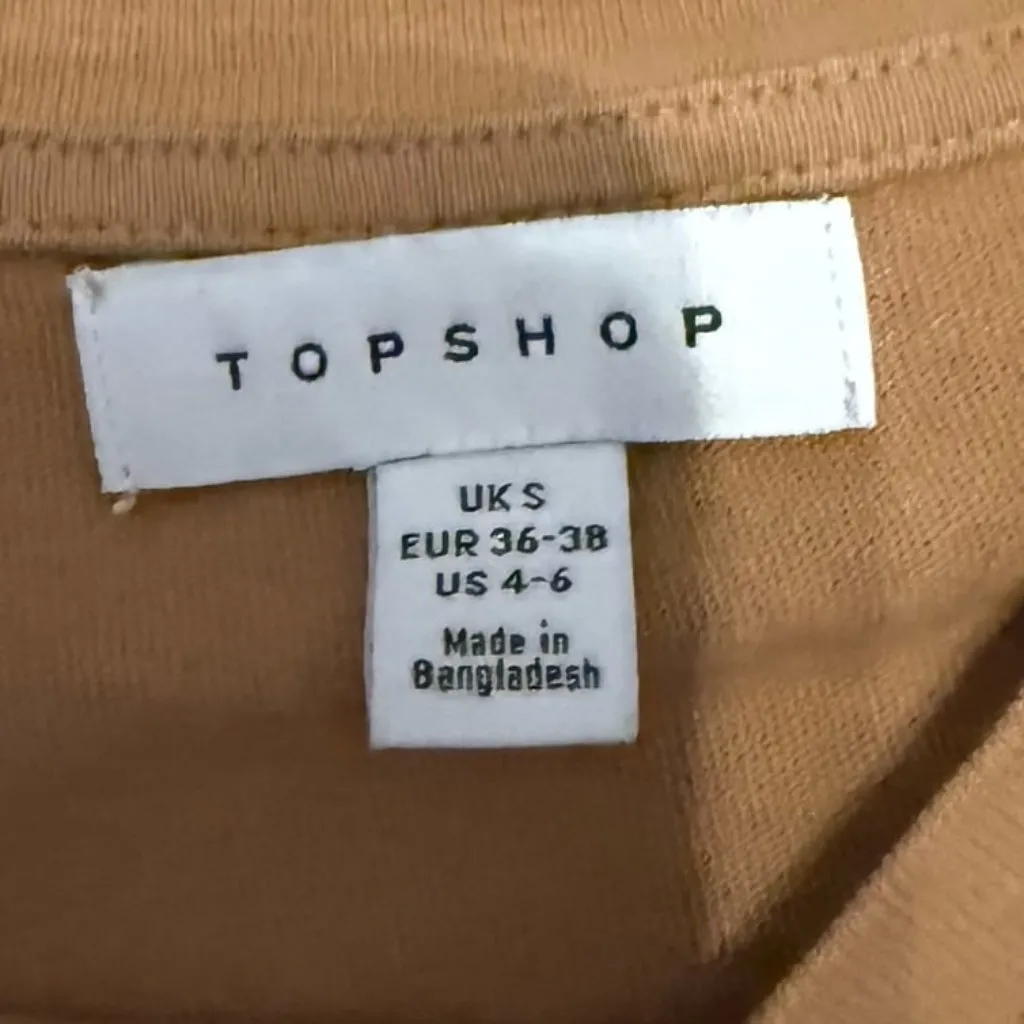 TOPSHOP
UK S
EUR 36-38
US 4-6
Made in
Bangladesh